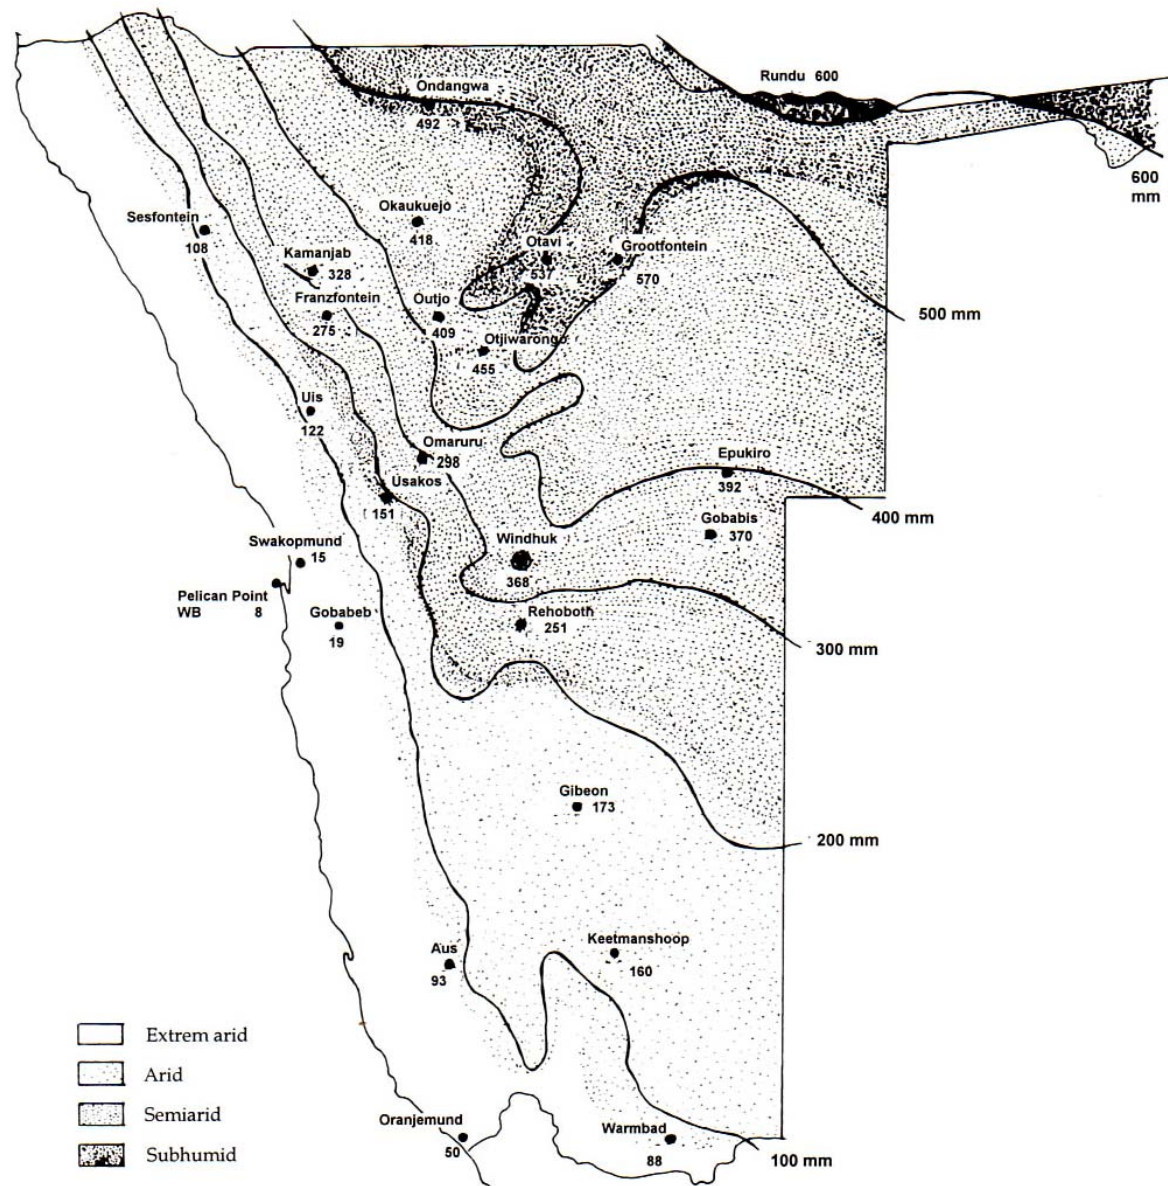 Rundu 600
Ondangwa
492
600
mm
Okaukuejo
418
Sesfontein
108
Otavi
537
Grootfontein
570
Kamanjab
328
Franzfontein
275
Outjo
409
500 mm
Otjiwarongo
455
Uis
122
Omaruru
298
Epukiro
392
Usakos
151
400 mm
Gobabis
370
Swakopmund
15
Windhuk
368
Pelican Point
WB 8
Gobabeb
19
Rehoboth
251
300 mm
Gibeon
173
200 mm
Aus
93
Keetmanshoop
160
Extrem arid
Arid
Semiarid
Subhumid
Oranjemund
50
Warmbad
88
100 mm